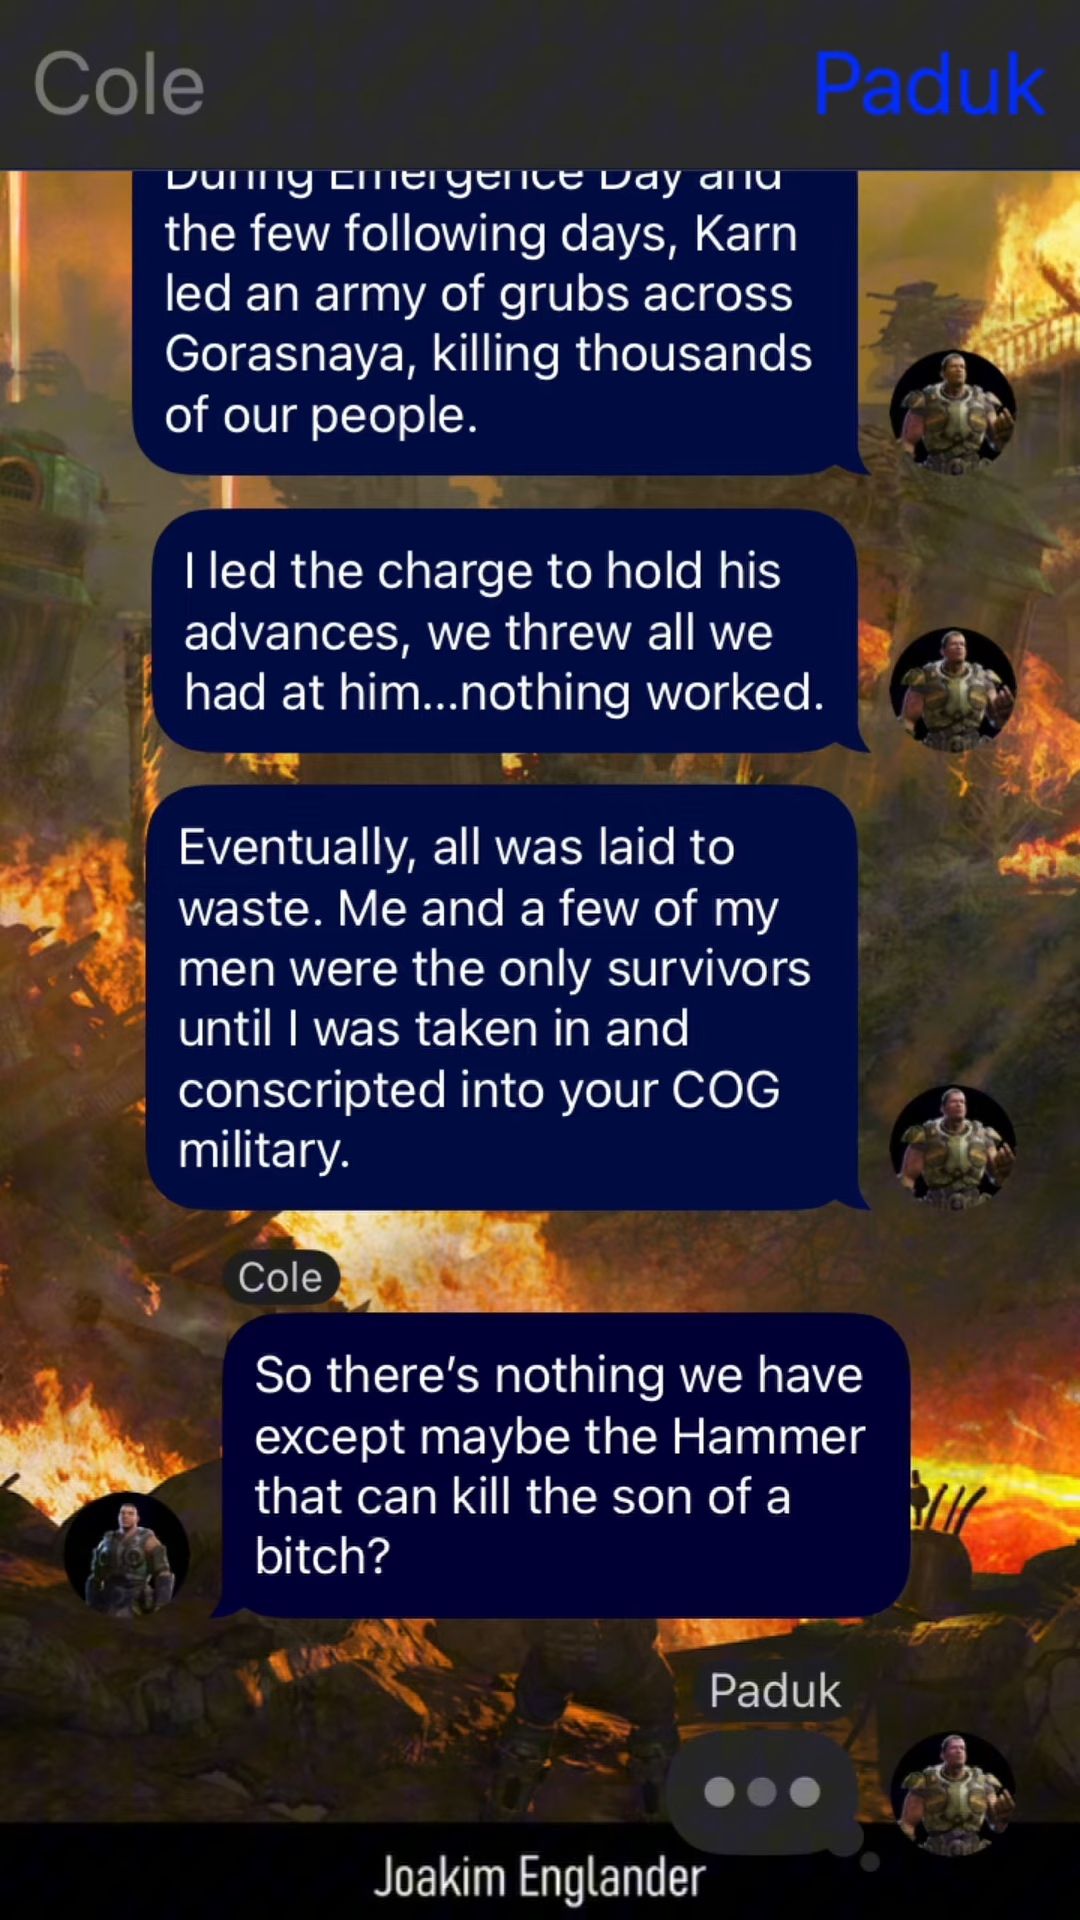 Cole
Paduk
During Emergence Day and
the few following days, Karn
led an army of grubs across
Gorasnaya, killing thousands
of our people.
I led the charge to hold his
advances, we threw all we
had at him...nothing worked.
Eventually, all was laid to
waste. Me and a few of my
men were the only survivors
until I was taken in and
conscripted into your COG
military.
Cole
So there’s nothing we have
except maybe the Hammer
that can kill the son of a
bitch?
Paduk
Joakim Englander